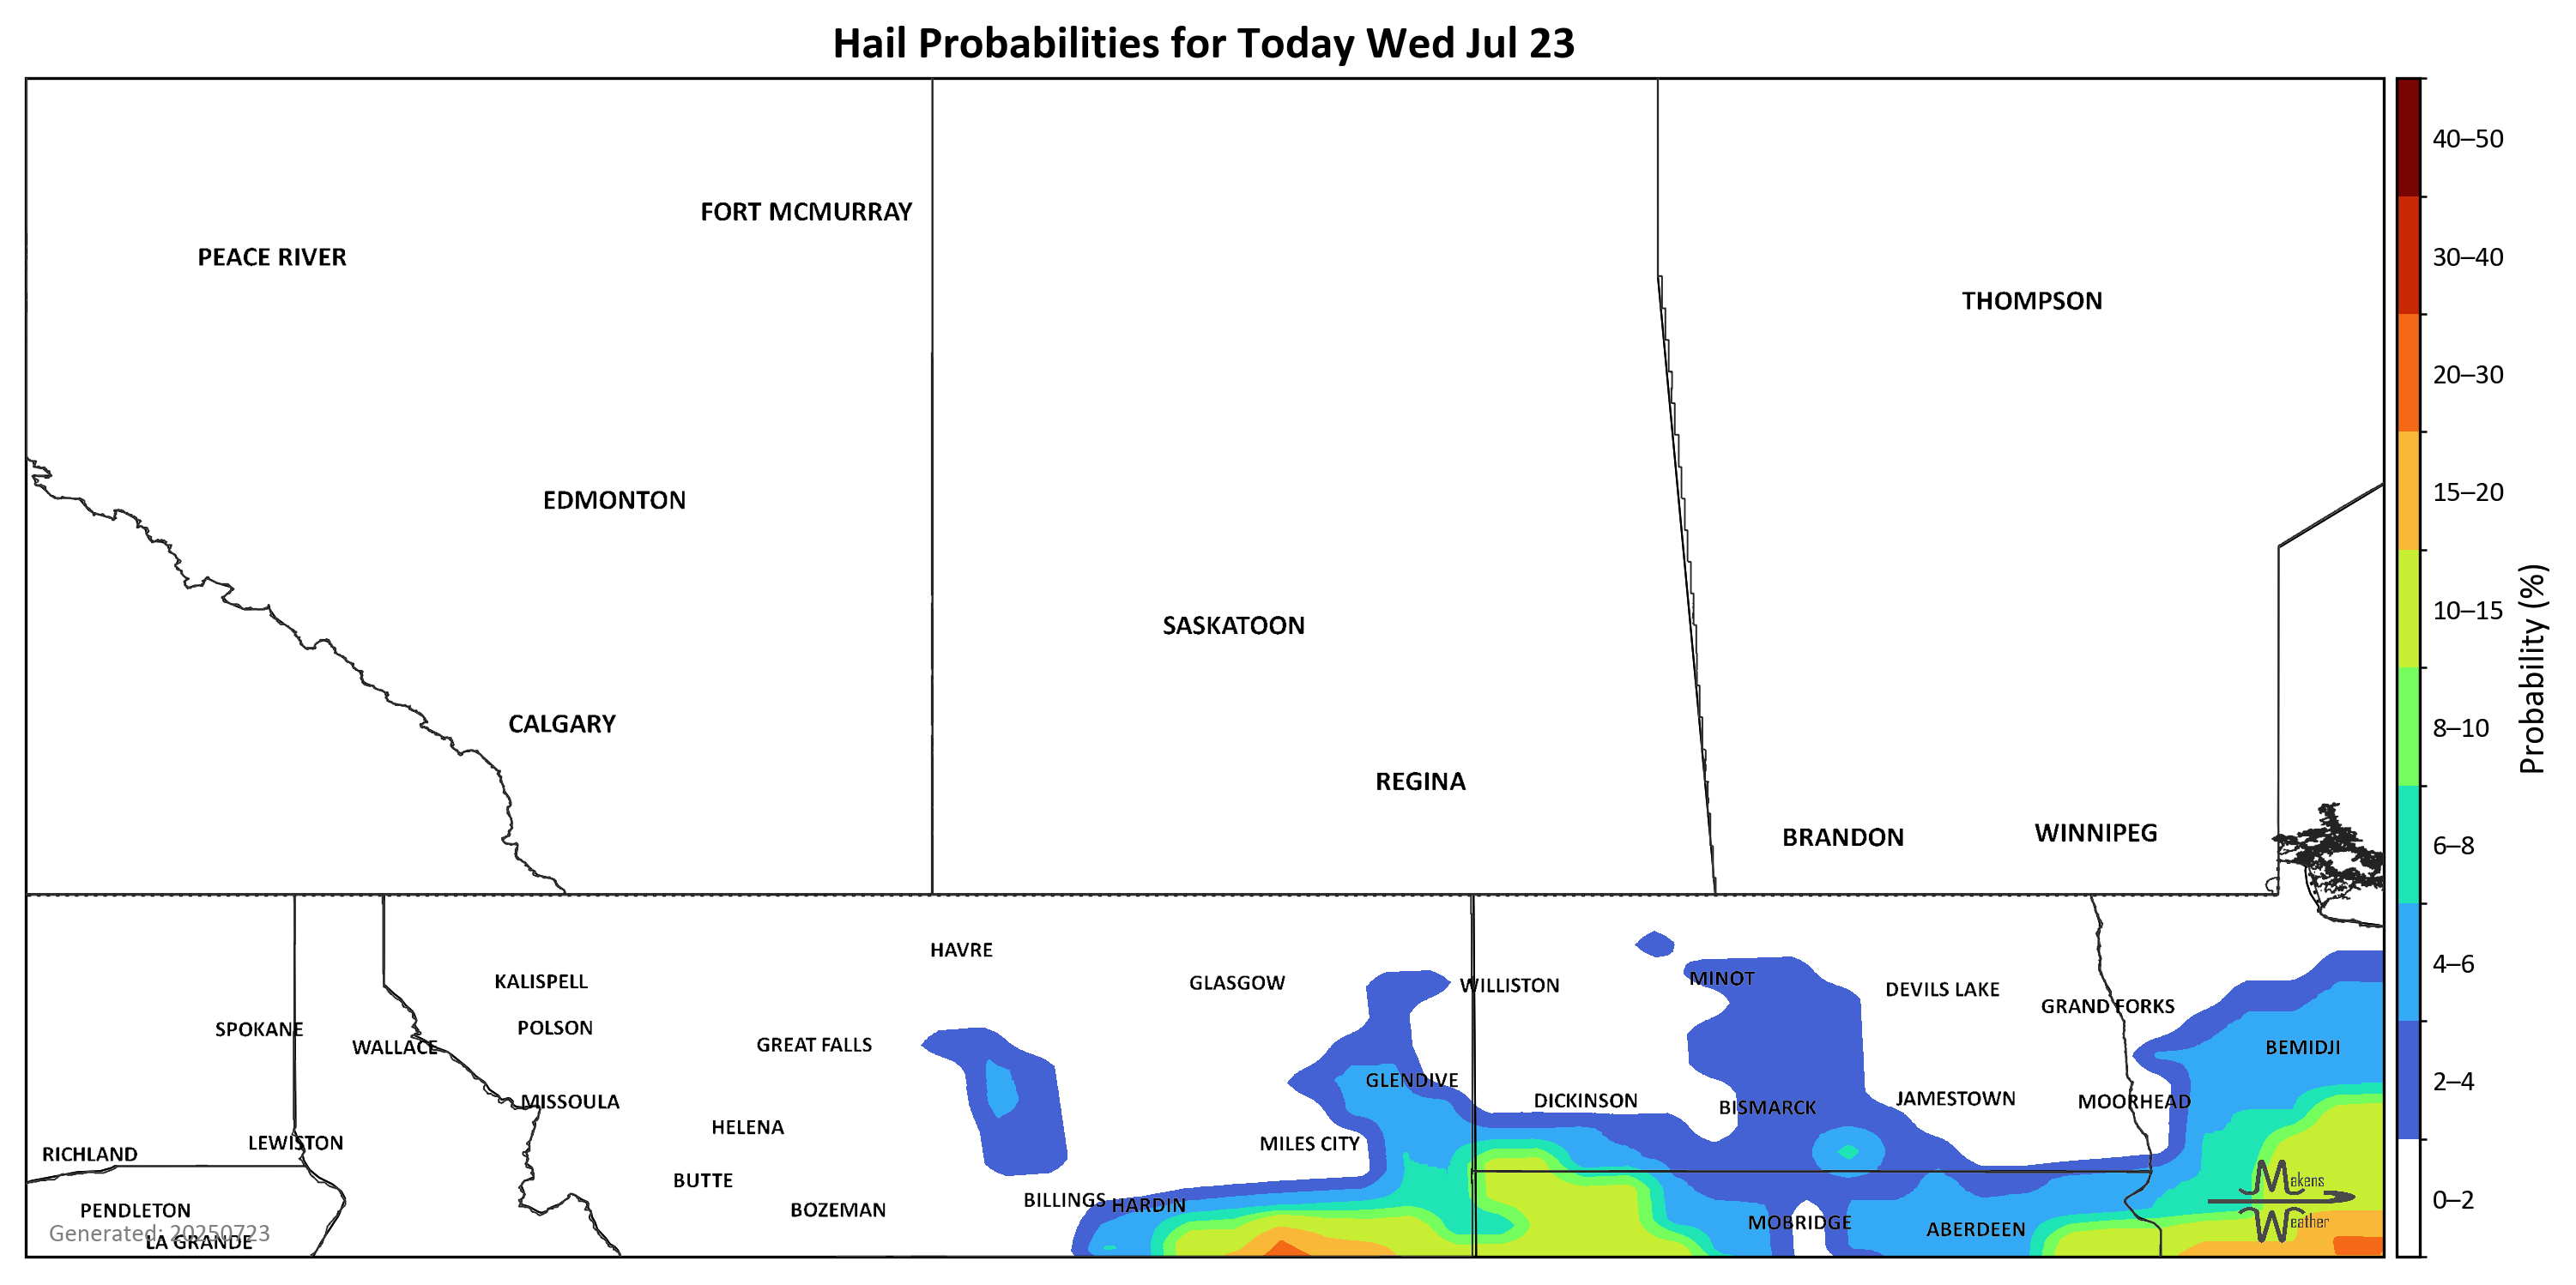 Hail Probabilities for Today Wed Jul 23
40–50
FORT MCMURRAY
30–40
PEACE RIVER
THOMPSON
20–30
EDMONTON
15–20
SASKATOON
10–15
Probability (%)
CALGARY
8–10
REGINA
BRANDON
WINNIPEG
6–8
HAVRE
4–6
KALISPELL
GLASGOW
WILLISTON
MINOT
DEVILS LAKE
GRAND FORKS
SPOKANE
POLSON
WALLACE
GREAT FALLS
BEMIDJI
GLENDIVE
2–4
MISSOULA
DICKINSON
BISMARCK
JAMESTOWN
MOORHEAD
HELENA
LEWISTON
MILES CITY
RICHLAND
BUTTE
Makens
BILLINGS
HARDIN
0–2
PENDLETON
BOZEMAN
MOBRIDGE
ABERDEEN
Weather
Generated: 20250723
LA GRANDE